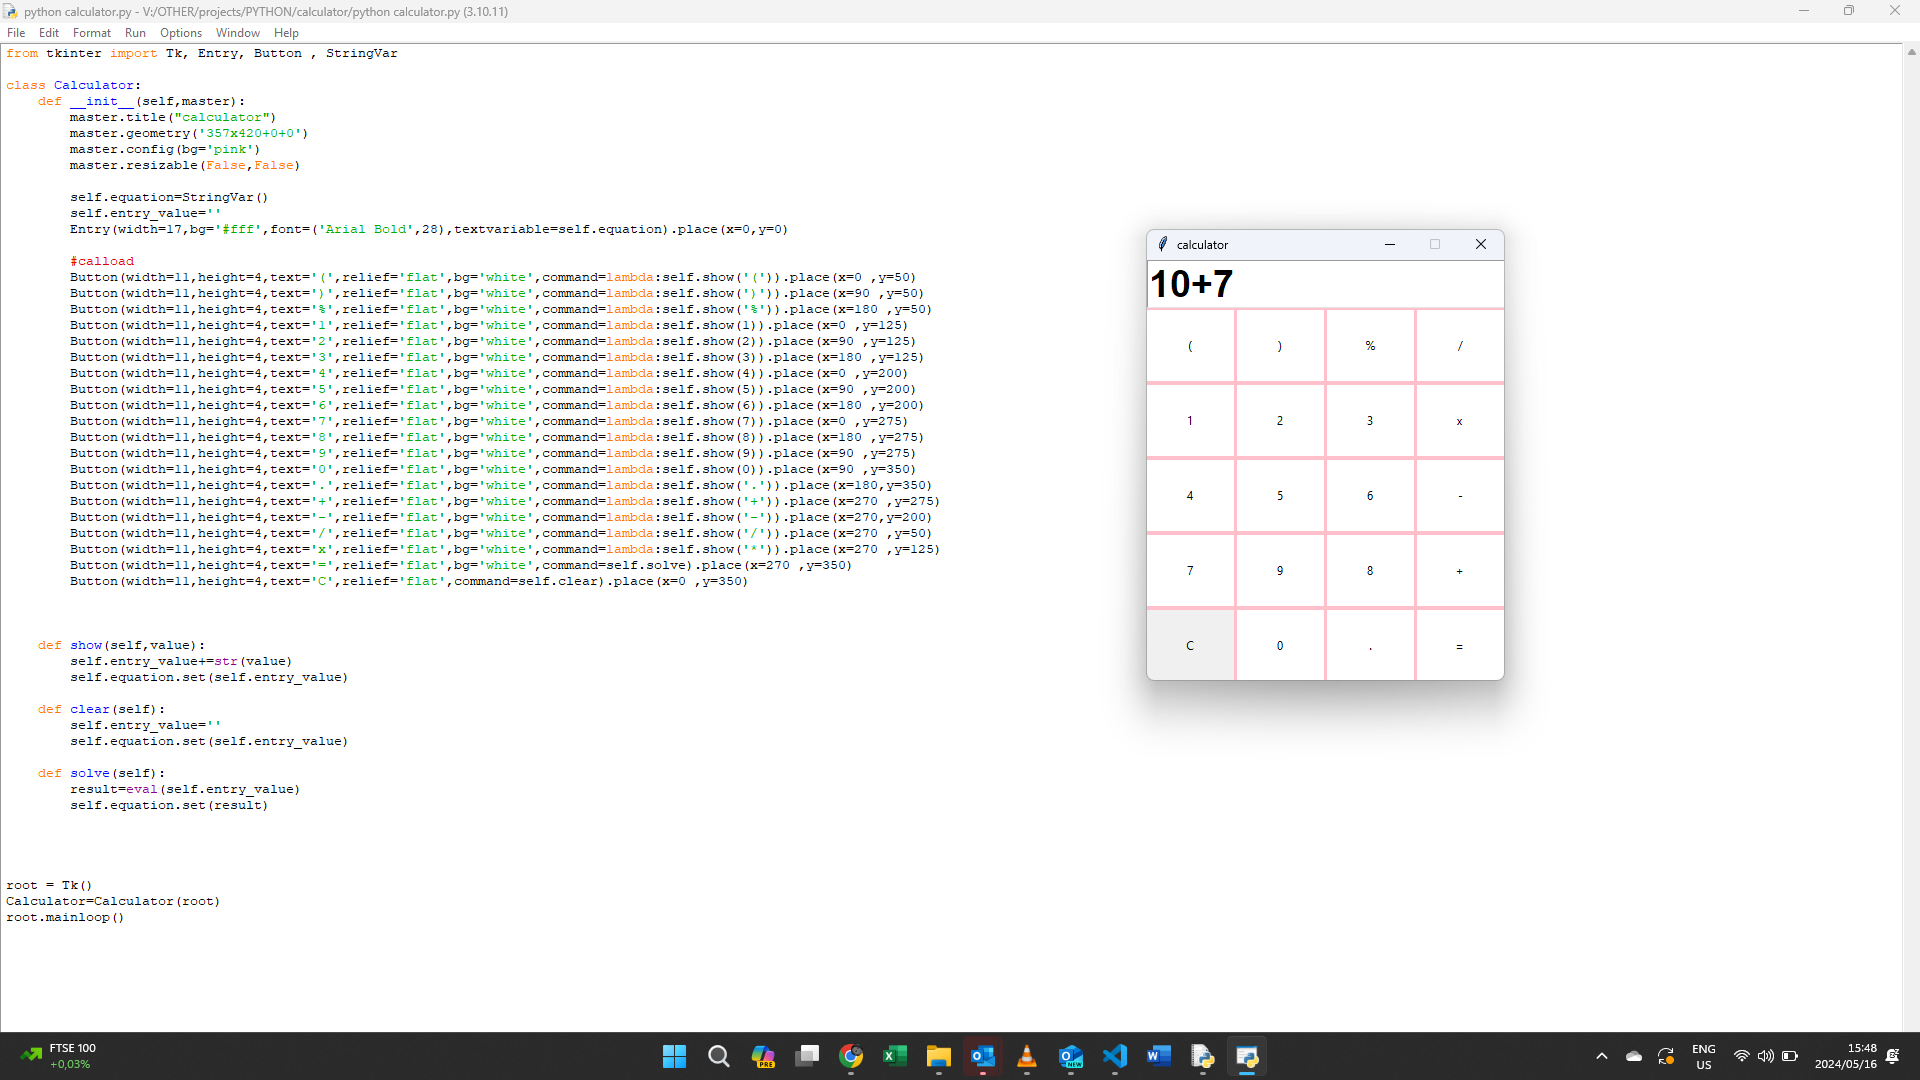 python calculator.py - V:/OTHER/projects/PYTHON/calculator/python calculator.py (3.10.11)
File Edit Format Run Options Window Help
from tkinter import Tk, Entry, Button , StringVar
class Calculator:
    def __init__(self,master):
        master.title("calculator")
        master.geometry('357x420+0+0')
        master.config(bg='pink')
        master.resizable(False,False)
        self.equation=StringVar()
        self.entry_value=''
        Entry(width=17,bg='#fff',font=('Arial Bold',28),textvariable=self.equation).place(x=0,y=0)
        #calload
        Button(width=11,height=4,text='(',relief='flat',bg='white',command=lambda:self.show('(')).place(x=0 ,y=50)
        Button(width=11,height=4,text=')',relief='flat',bg='white',command=lambda:self.show(')')).place(x=90 ,y=50)
        Button(width=11,height=4,text='%',relief='flat',bg='white',command=lambda:self.show('%')).place(x=180 ,y=50)
        Button(width=11,height=4,text='1',relief='flat',bg='white',command=lambda:self.show(1)).place(x=0 ,y=125)
        Button(width=11,height=4,text='2',relief='flat',bg='white',command=lambda:self.show(2)).place(x=90 ,y=125)
        Button(width=11,height=4,text='3',relief='flat',bg='white',command=lambda:self.show(3)).place(x=180 ,y=125)
        Button(width=11,height=4,text='4',relief='flat',bg='white',command=lambda:self.show(4)).place(x=0 ,y=200)
        Button(width=11,height=4,text='5',relief='flat',bg='white',command=lambda:self.show(5)).place(x=90 ,y=200)
        Button(width=11,height=4,text='6',relief='flat',bg='white',command=lambda:self.show(6)).place(x=180 ,y=200)
        Button(width=11,height=4,text='7',relief='flat',bg='white',command=lambda:self.show(7)).place(x=0 ,y=275)
        Button(width=11,height=4,text='8',relief='flat',bg='white',command=lambda:self.show(8)).place(x=180 ,y=275)
        Button(width=11,height=4,text='9',relief='flat',bg='white',command=lambda:self.show(9)).place(x=90 ,y=275)
        Button(width=11,height=4,text='0',relief='flat',bg='white',command=lambda:self.show(0)).place(x=90 ,y=350)
        Button(width=11,height=4,text='.',relief='flat',bg='white',command=lambda:self.show('.')).place(x=180,y=350)
        Button(width=11,height=4,text='+',relief='flat',bg='white',command=lambda:self.show('+')).place(x=270 ,y=275)
        Button(width=11,height=4,text='-',relief='flat',bg='white',command=lambda:self.show('-')).place(x=270,y=200)
        Button(width=11,height=4,text='/',relief='flat',bg='white',command=lambda:self.show('/')).place(x=270 ,y=50)
        Button(width=11,height=4,text='x',relief='flat',bg='white',command=lambda:self.show('*')).place(x=270 ,y=125)
        Button(width=11,height=4,text='=',relief='flat',bg='white',command=self.solve).place(x=270 ,y=350)
        Button(width=11,height=4,text='C',relief='flat',command=self.clear).place(x=0 ,y=350)
    def show(self,value):
        self.entry_value+=str(value)
        self.equation.set(self.entry_value)
    def clear(self):
        self.entry_value=''
        self.equation.set(self.entry_value)
    def solve(self):
        result=eval(self.entry_value)
        self.equation.set(result)
root = Tk()
Calculator=Calculator(root)
root.mainloop()
calculator
10+7
( ) % /
1 2 3 x
4 5 6 -
7 9 8 +
C 0 . =
FTSE 100
+0,03%
PRE
NEW
ENG
US
15:48
2024/05/16